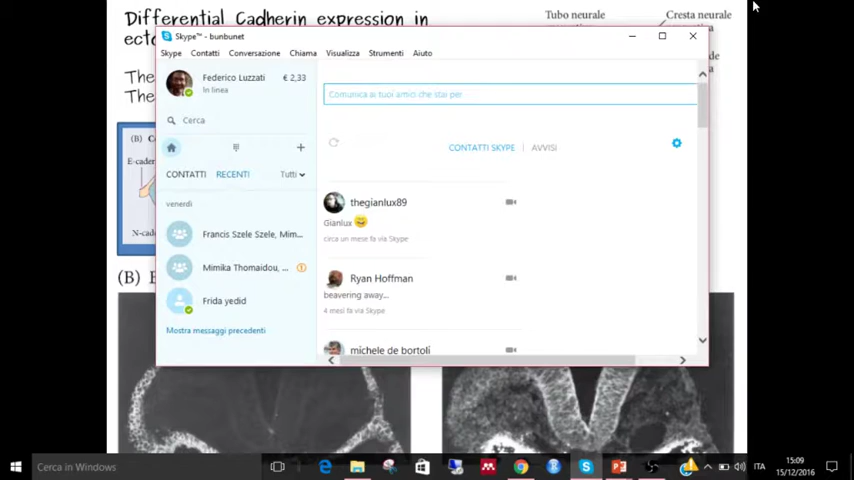 Differential Cadherin expression in
Tubo neurale
Cresta neurale
Skype™ - bunbunet
Skype Contatti Conversazione Chiama Visualizza Strumenti Aiuto
Federico Luzzati € 2,33
In linea
Comunica ai tuoi amici che stai per
Cerca
CONTATTI SKYPE AVVISI
CONTATTI RECENTI Tutti
venerdì
thegianlux89
Gianlux
circa un mese fa via Skype
Francis Szele Szele, Mim...
Mimika Thomaidou, ...
1
Ryan Hoffman
beavering away...
4 mesi fa via Skype
Frida yedid
Mostra messaggi precedenti
michele de bortoli
The
The
(B)
E-cader
N-cade
(B)
Cerca in Windows
ITA
15:09
15/12/2016